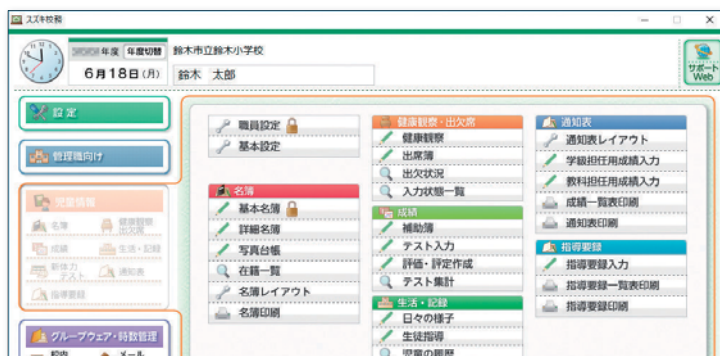 スズキ校務
年度 年度切替 鈴木市立鈴木小学校
6月18日(月) 鈴木 太郎
サポート
Web
設定
管理職向け
児童情報
名簿 健康観察・出欠席
成績 生活・記録
新体力テスト 通知表
指導要録
グループウェア・時数管理
校内 メール
職員設定
基本設定
名簿
基本名簿
詳細名簿
写真台帳
在籍一覧
名簿レイアウト
名簿印刷
健康観察・出欠席
健康観察
出席簿
出欠状況
入力状態一覧
成績
補助簿
テスト入力
評価・評定作成
テスト集計
生活・記録
日々の様子
生徒指導
児童の履歴
通知表
通知表レイアウト
学級担任用成績入力
教科担任用成績入力
成績一覧表印刷
通知表印刷
指導要録
指導要録入力
指導要録一覧表印刷
指導要録印刷